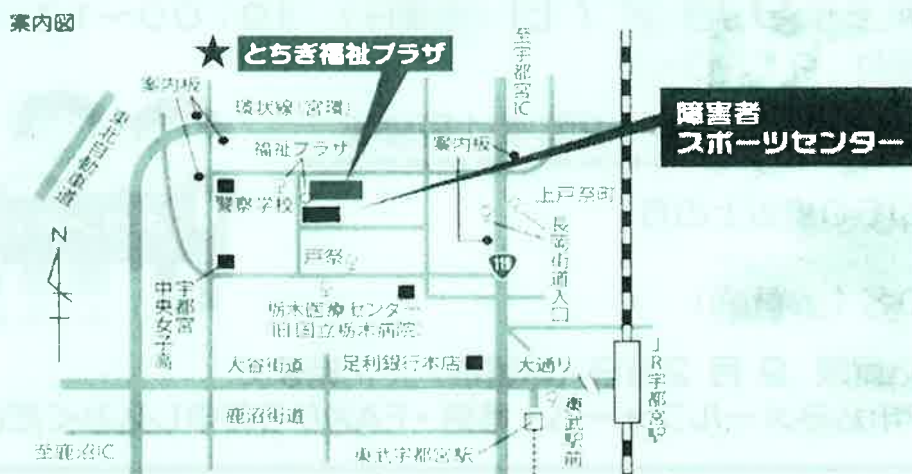 案内図
★ とちぎ福祉プラザ
至宇都宮IC
案内板
環状線(宮環)
障害者
スポーツセンター
東北自動車道
福祉プラザ
案内板
警察学校
上戸祭町
N
戸祭
長岡街道入口
119
宇都宮
中央女子高
栃木医療センター
(旧国立栃木病院)
大谷街道
足利銀行本店
大通り
JR宇都宮駅
鹿沼街道
東武駅前
至鹿沼IC
東武宇都宮駅